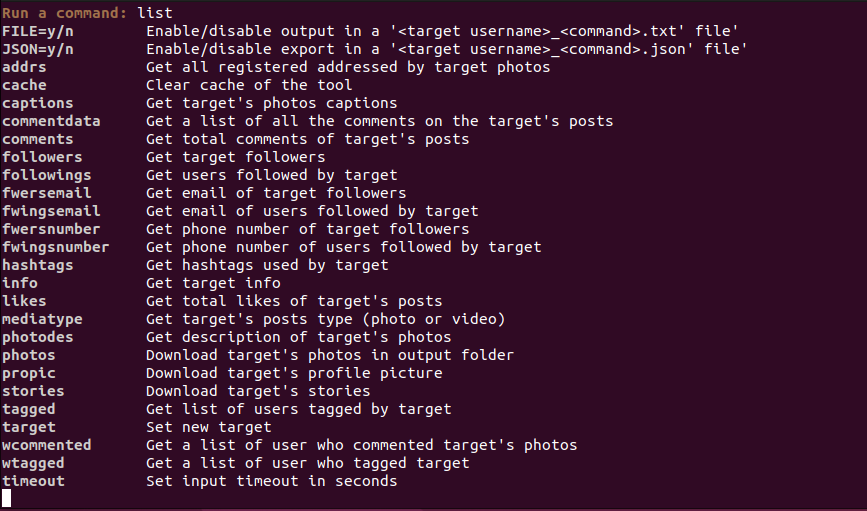 Run a command: list
FILE=y/n Enable/disable output in a '<target username>_<command>.txt' file'
JSON=y/n Enable/disable export in a '<target username>_<command>.json' file'
addrs Get all registered addressed by target photos
cache Clear cache of the tool
captions Get target's photos captions
commentdata Get a list of all the comments on the target's posts
comments Get total comments of target's posts
followers Get target followers
followings Get users followed by target
fwersemail Get email of target followers
fwingsemail Get email of users followed by target
fwersnumber Get phone number of target followers
fwingsnumber Get phone number of users followed by target
hashtags Get hashtags used by target
info Get target info
likes Get total likes of target's posts
mediatype Get target's posts type (photo or video)
photodes Get description of target's photos
photos Download target's photos in output folder
propic Download target's profile picture
stories Download target's stories
tagged Get list of users tagged by target
target Set new target
wcommented Get a list of user who commented target's photos
wtagged Get a list of user who tagged target
timeout Set input timeout in seconds